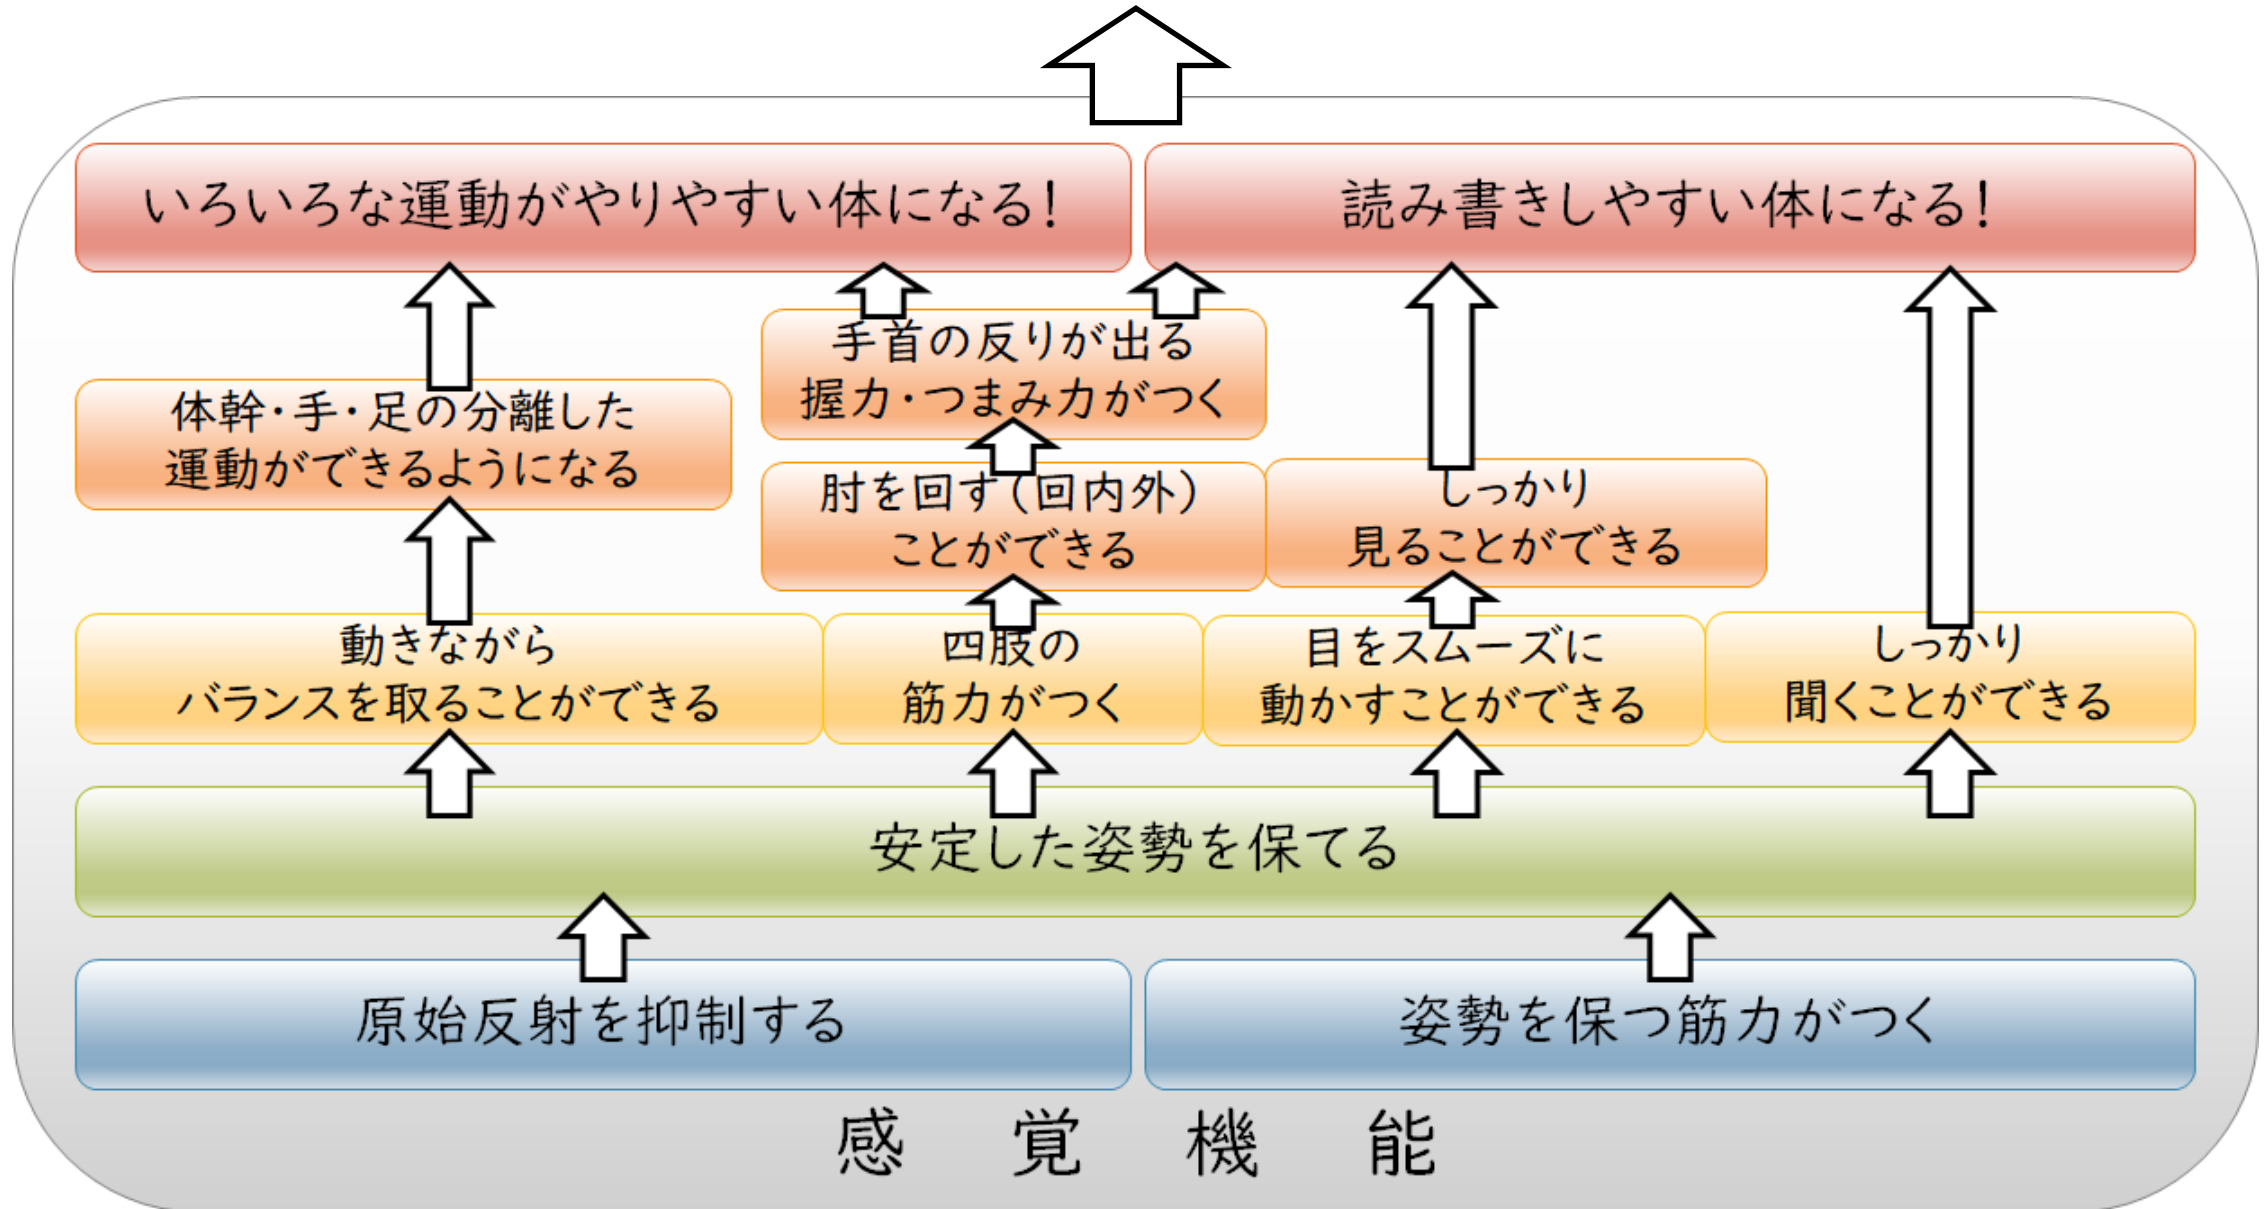 いろいろな運動がやりやすい体になる！
読み書きしやすい体になる！
手首の反りが出る
握力・つまみ力がつく
体幹・手・足の分離した
運動ができるようになる
肘を回す（回内外）
ことができる
しっかり
見ることができる
動きながら
バランスを取ることができる
四肢の
筋力がつく
目をスムーズに
動かすことができる
しっかり
聞くことができる
安定した姿勢を保てる
原始反射を抑制する
姿勢を保つ筋力がつく
感覚機能